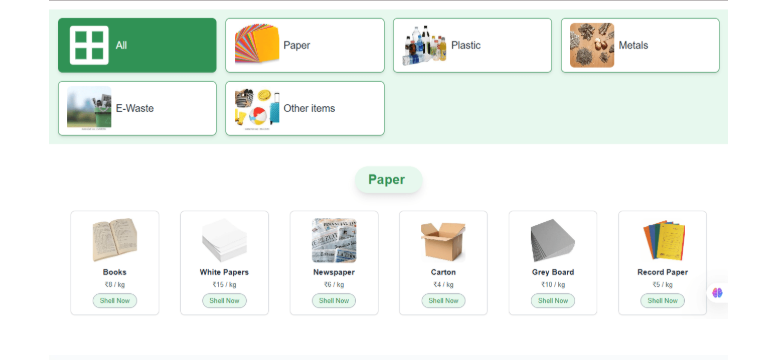 All
Paper
Plastic
Metals
E-Waste
Other items
Paper
Books
₹8 / kg
Shell Now
White Papers
₹15 / kg
Shell Now
Newspaper
₹6 / kg
Shell Now
Carton
₹4 / kg
Shell Now
Grey Board
₹10 / kg
Shell Now
Record Paper
₹5 / kg
Shell Now